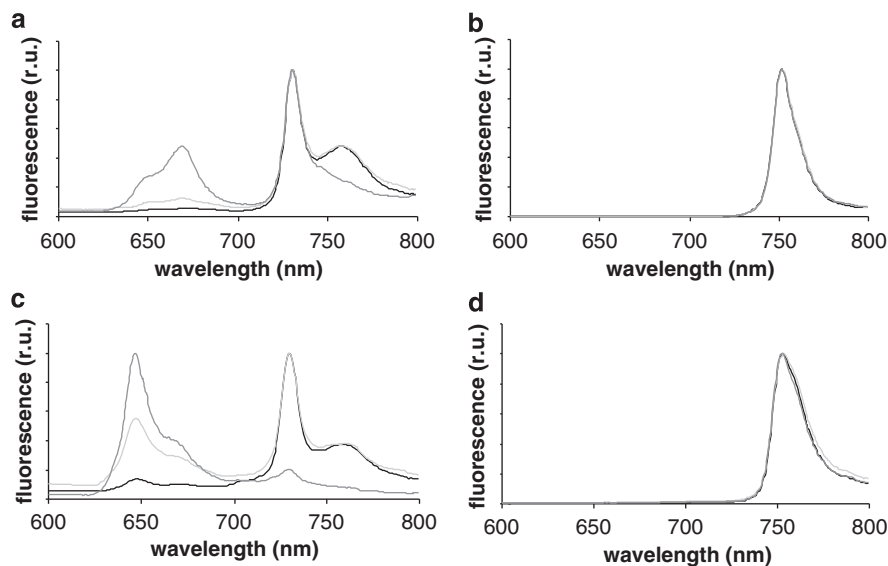 a
fluorescence (r.u.)
600 650 700 750 800
wavelength (nm)
b
fluorescence (r.u.)
600 650 700 750 800
wavelength (nm)
c
fluorescence (r.u.)
600 650 700 750 800
wavelength (nm)
d
fluorescence (r.u.)
600 650 700 750 800
wavelength (nm)